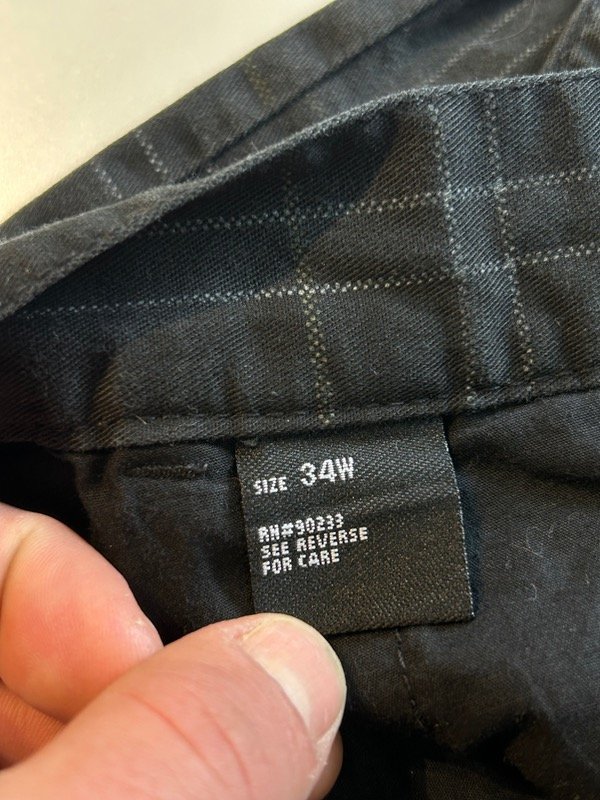 SIZE 34W
RN#90233
SEE REVERSE
FOR CARE